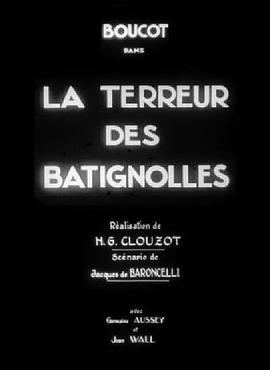 BOUCOT
DANS
LA TERREUR
DES
BATIGNOLLES
Réalisation de
H. G. CLOUZOT
Scénario de
Jacques de BARONCELLI
avec
Germaine AUSSEY
et
Jean WALL